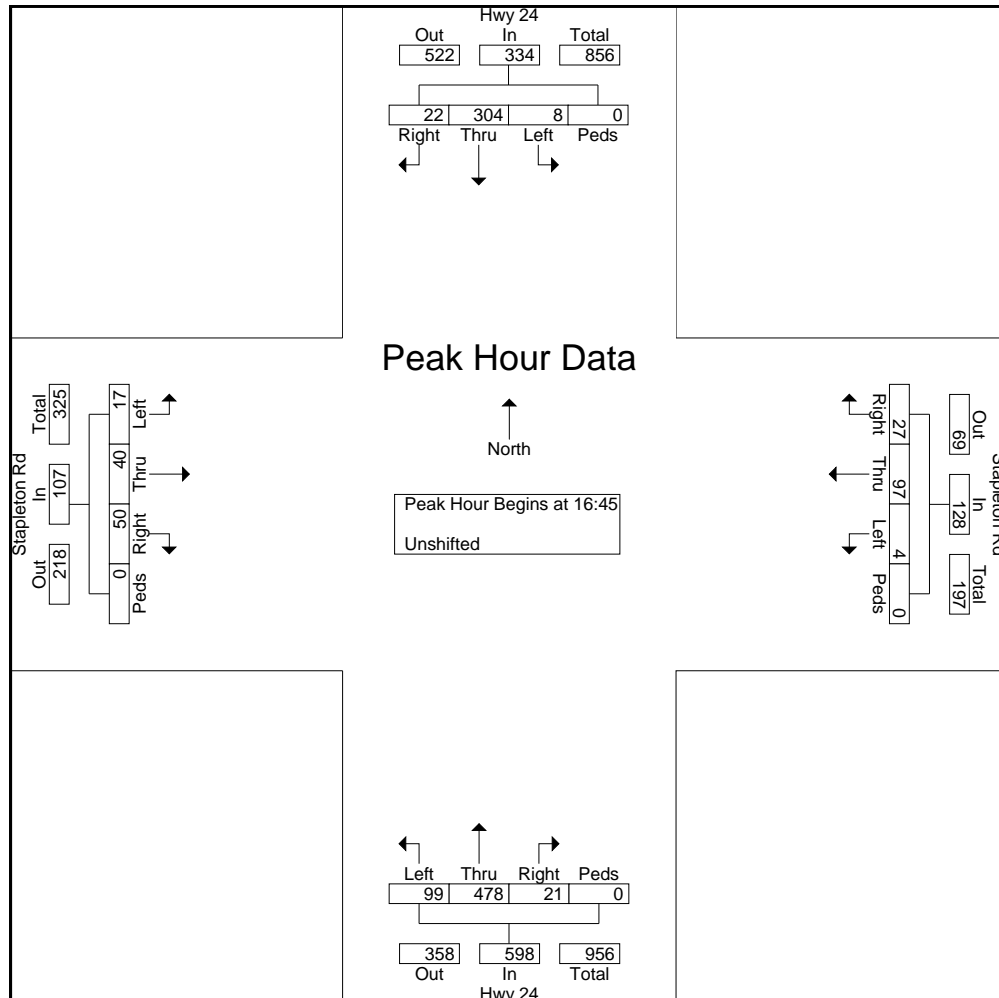 Hwy 24
Out In Total
522 334 856
22 304 8 0
Right Thru Left Peds
Peak Hour Data
North
Peak Hour Begins at 16:45
Unshifted
Stapleton Rd
Out In Total
218 107 325
0 50 40 17
Peds Right Thru Left
Stapleton Rd
Out In Total
69 128 197
Right Thru Left Peds
27 97 4 0
Left Thru Right Peds
99 478 21 0
358 598 956
Out In Total
Hwy 24